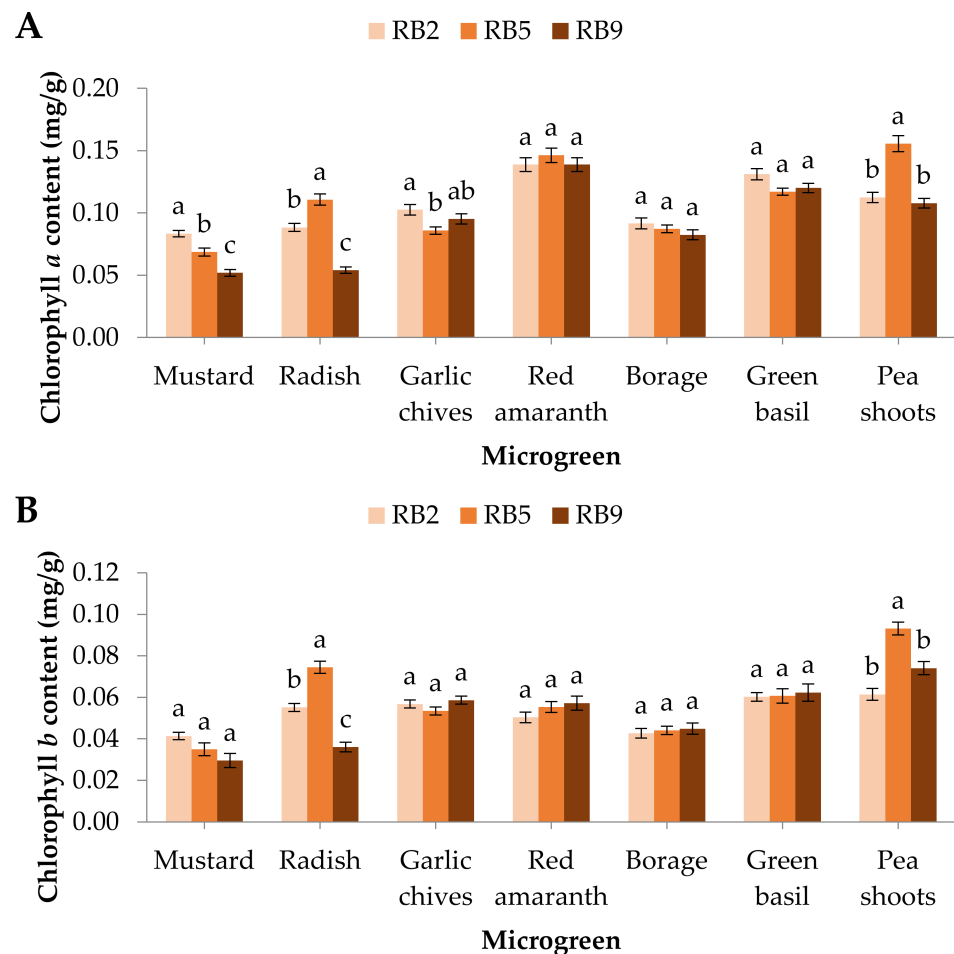 A
RB2 RB5 RB9
Chlorophyll a content (mg/g)
0.20
a
a
a a a
a
a
a
b
b
a
ab
a a
b
b
0.15
a
b
c
b
c
a a a
0.10
0.05
0.00
Mustard Radish Garlic chives Red amaranth Borage Green basil Pea shoots
Microgreen
B
RB2 RB5 RB9
Chlorophyll b content (mg/g)
0.12
0.10
0.08
0.06
0.04
0.02
0.00
a a a
b a c
a a a
a a a
a a a
a a a
b a b
Mustard Radish Garlic chives Red amaranth Borage Green basil Pea shoots
Microgreen